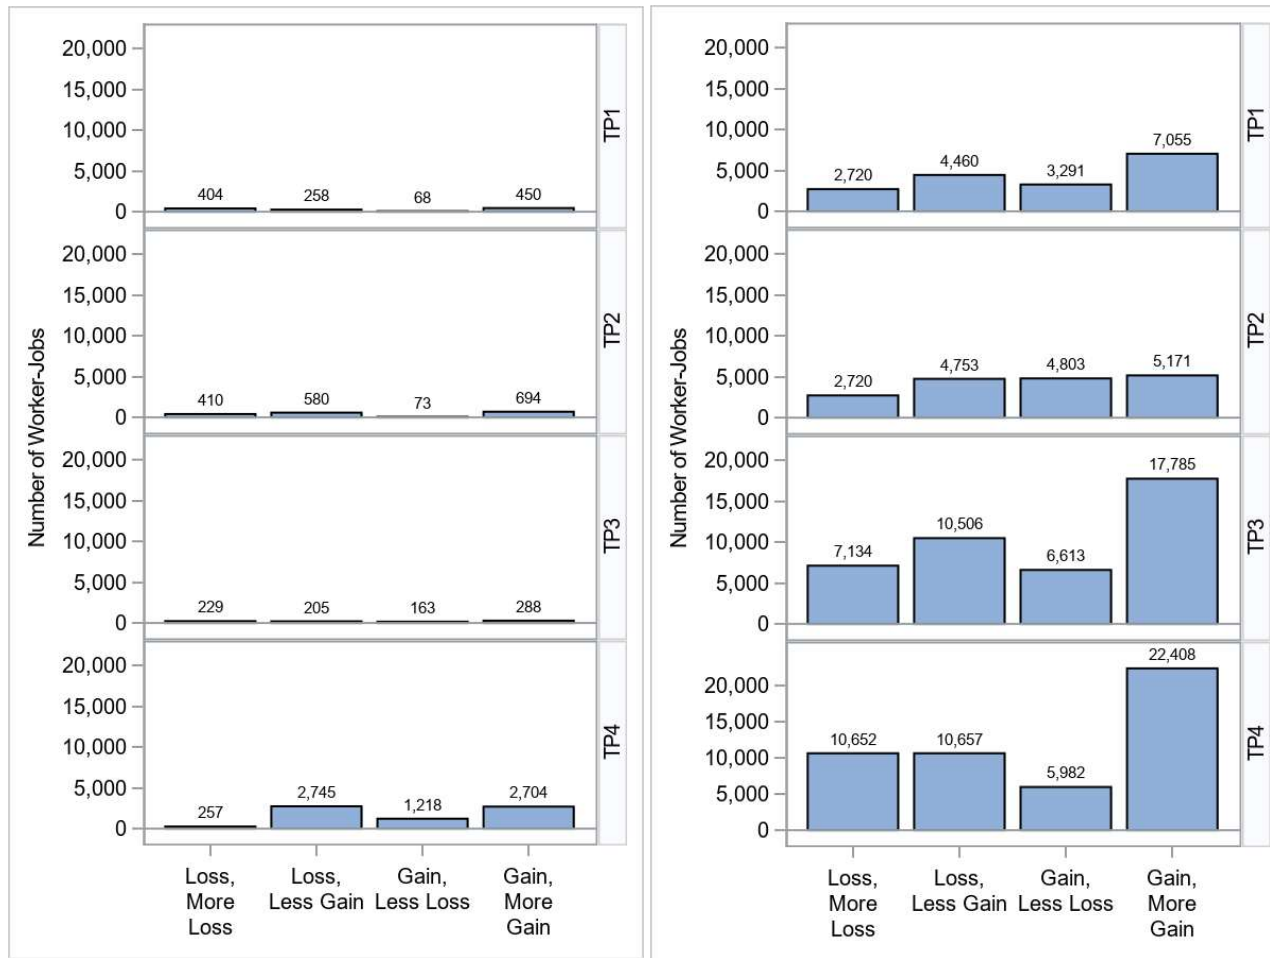 Number of Worker-Jobs
20,000
15,000
10,000
5,000
0
404
258
68
450
TP1
20,000
15,000
10,000
5,000
0
410
580
73
694
TP2
20,000
15,000
10,000
5,000
0
229
205
163
288
TP3
20,000
15,000
10,000
5,000
0
257
2,745
1,218
2,704
TP4
Loss,
More
Loss
Loss,
Less Gain
Gain,
Less Loss
Gain,
More
Gain
Number of Worker-Jobs
20,000
15,000
10,000
5,000
0
2,720
4,460
3,291
7,055
TP1
20,000
15,000
10,000
5,000
0
2,720
4,753
4,803
5,171
TP2
20,000
15,000
10,000
5,000
0
7,134
10,506
6,613
17,785
TP3
20,000
15,000
10,000
5,000
0
10,652
10,657
5,982
22,408
TP4
Loss,
More
Loss
Loss,
Less Gain
Gain,
Less Loss
Gain,
More
Gain